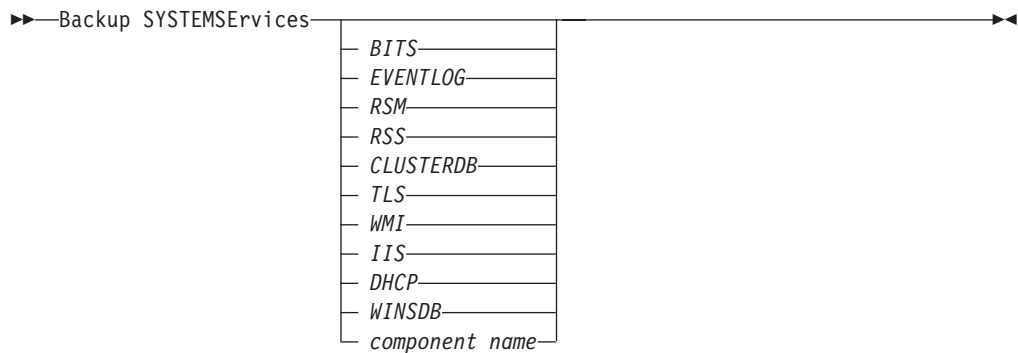 Backup SYSTEMSErvices
BITS
EVENTLOG
RSM
RSS
CLUSTERDB
TLS
WMI
IIS
DHCP
WINSDB
component name